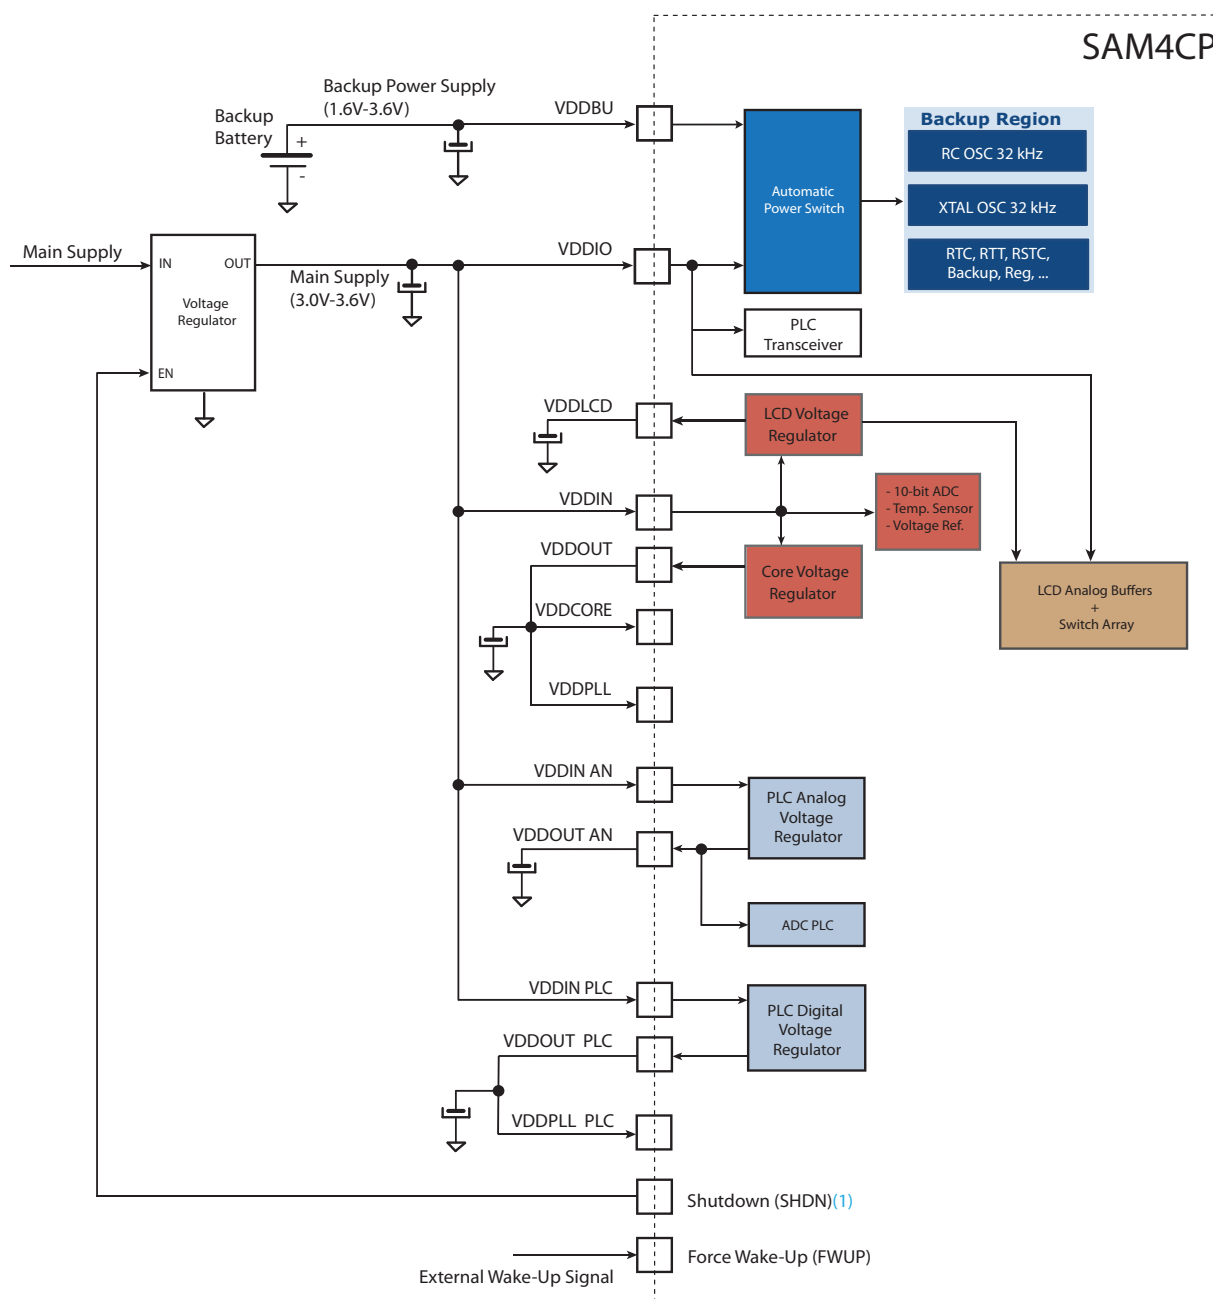 SAM4CP
Backup Power Supply
(1.6V-3.6V)
VDDBU
Backup
Battery
+
-
Backup Region
RC OSC 32 kHz
Automatic
Power Switch
XTAL OSC 32 kHz
RTC, RTT, RSTC,
Backup, Reg, ...
Main Supply
IN
OUT
Voltage
Regulator
EN
Main Supply
(3.0V-3.6V)
VDDIO
PLC
Transceiver
VDDLCD
LCD Voltage
Regulator
VDDIN
- 10-bit ADC
- Temp. Sensor
- Voltage Ref.
VDDOUT
Core Voltage
Regulator
VDDCORE
LCD Analog Buffers
+
Switch Array
VDDPLL
VDDIN AN
PLC Analog
Voltage
Regulator
VDDOUT AN
ADC PLC
VDDIN PLC
PLC Digital
Voltage
Regulator
VDDOUT PLC
VDDPLL PLC
Shutdown (SHDN)(1)
Force Wake-Up (FWUP)
External Wake-Up Signal